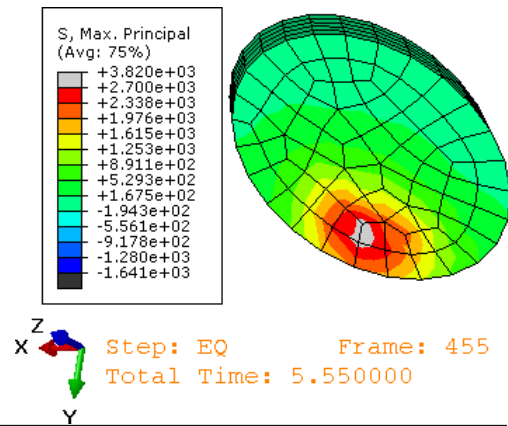 S, Max. Principal
(Avg: 75%)
+3.820e+03
+2.700e+03
+2.338e+03
+1.976e+03
+1.615e+03
+1.253e+03
+8.911e+02
+5.293e+02
+1.675e+02
-1.943e+02
-5.561e+02
-9.178e+02
-1.280e+03
-1.641e+03
Z
X
Y
Step: EQ Frame: 455
Total Time: 5.550000